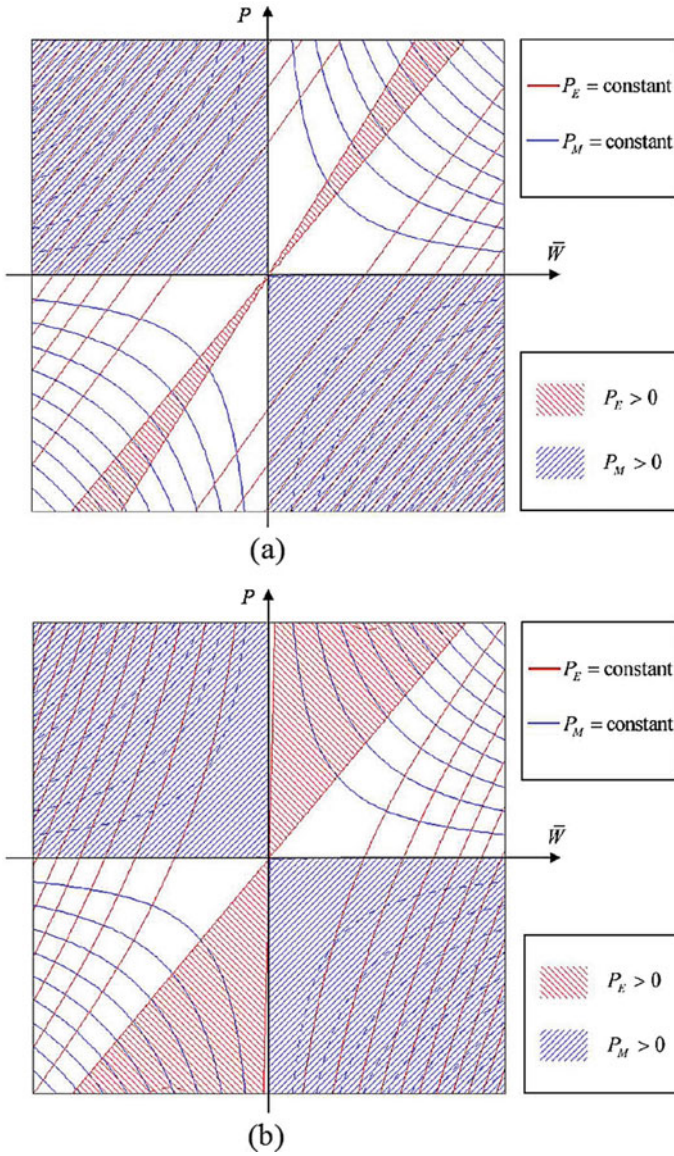 P
P_E = constant
P_M = constant
W̄
P_E > 0
P_M > 0
(a)
P
P_E = constant
P_M = constant
W̄
P_E > 0
P_M > 0
(b)